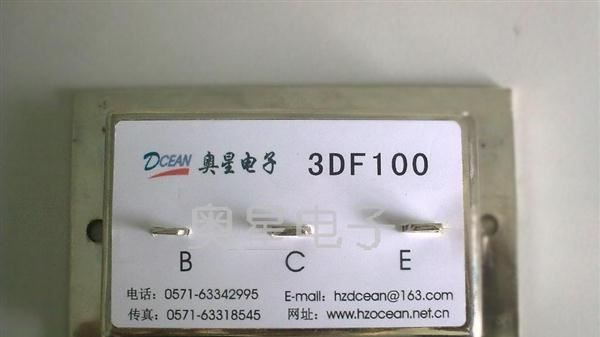 DCEAN 奥星电子 3DF100
奥星电子
B C E
电话：0571-63342995 E-mail：hzdcean@163.com
传真：0571-63318545 网址：www.hzocean.net.cn